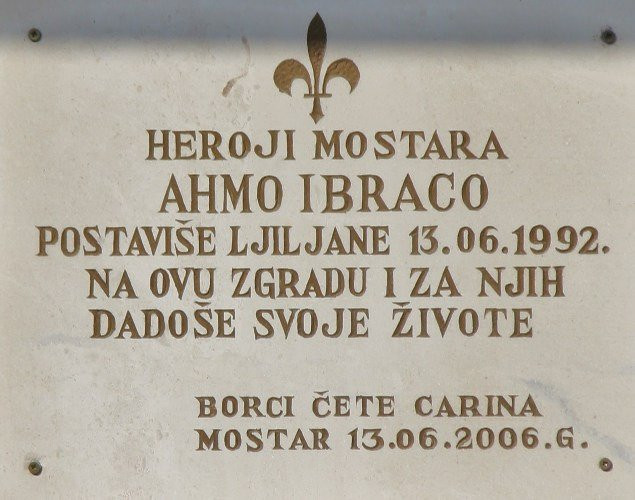 HEROJI MOSTARA
AHMO IBRACO
POSTAVIŠE LJILJANE 13.06.1992.
NA OVU ZGRADU I ZA NJIH
DADOŠE SVOJE ŽIVOTE
BORCI ČETE CARINA
MOSTAR 13.06.2006.G.